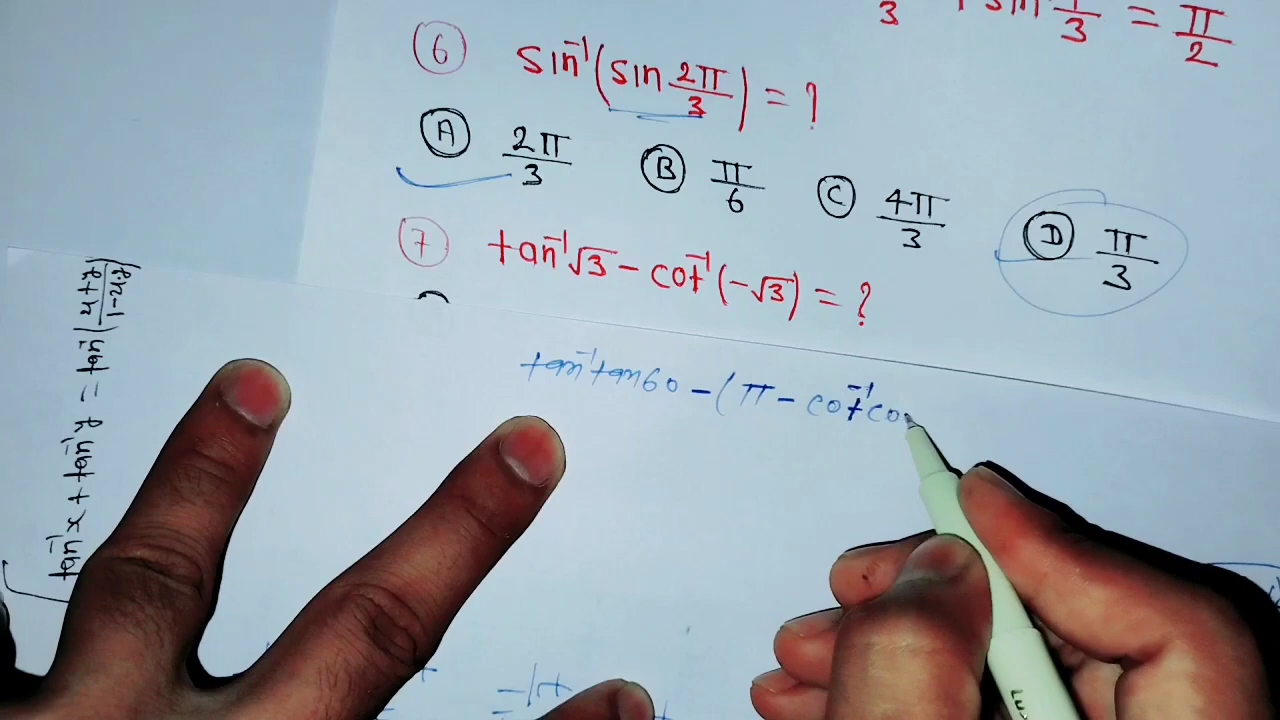 3 + sin⁻¹ 1/3 = π/2
6 sin⁻¹(sin 2π/3) = ?
A 2π/3 B π/6 C 4π/3 D π/3
7 tan⁻¹√3 - cot⁻¹(-√3) = ?
tan⁻¹tan60 - (π - cot⁻¹co
tan⁻¹x + tan⁻¹y = tan⁻¹(x+y/1-x.y)